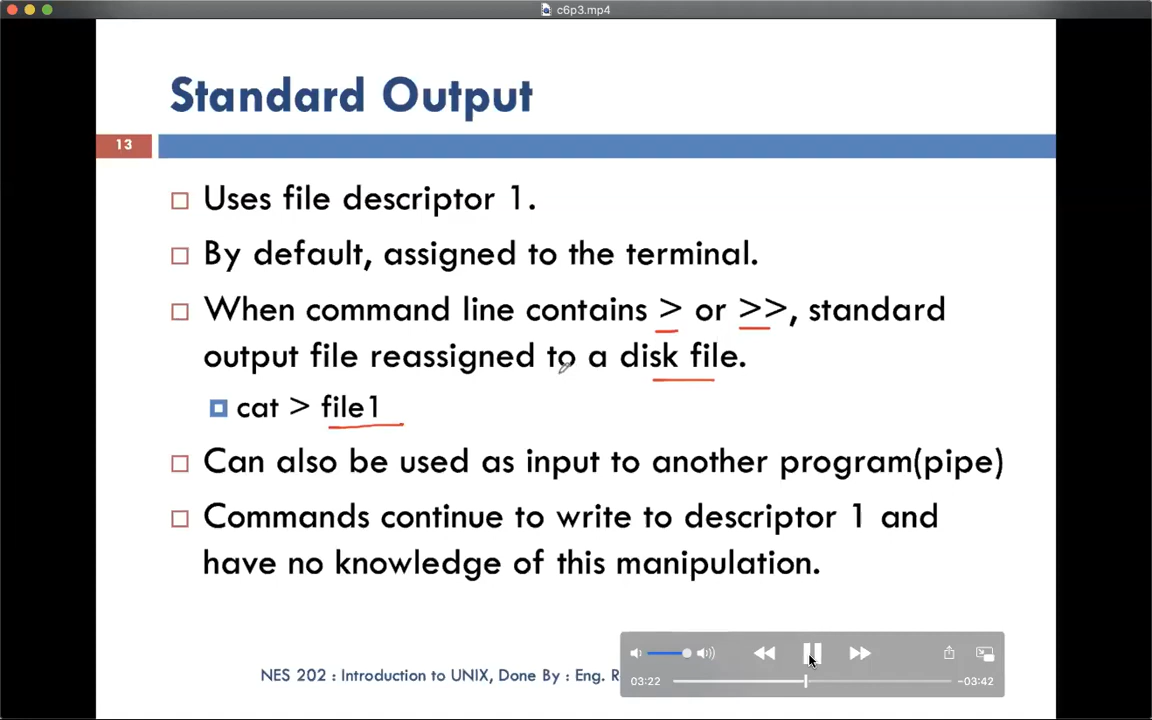 c6p3.mp4
Standard Output
13
Uses file descriptor 1.
By default, assigned to the terminal.
When command line contains > or >>, standard
output file reassigned to a disk file.
cat > file1
Can also be used as input to another program(pipe)
Commands continue to write to descriptor 1 and
have no knowledge of this manipulation.
NES 202 : Introduction to UNIX, Done By : Eng. R
03:22
−03:42